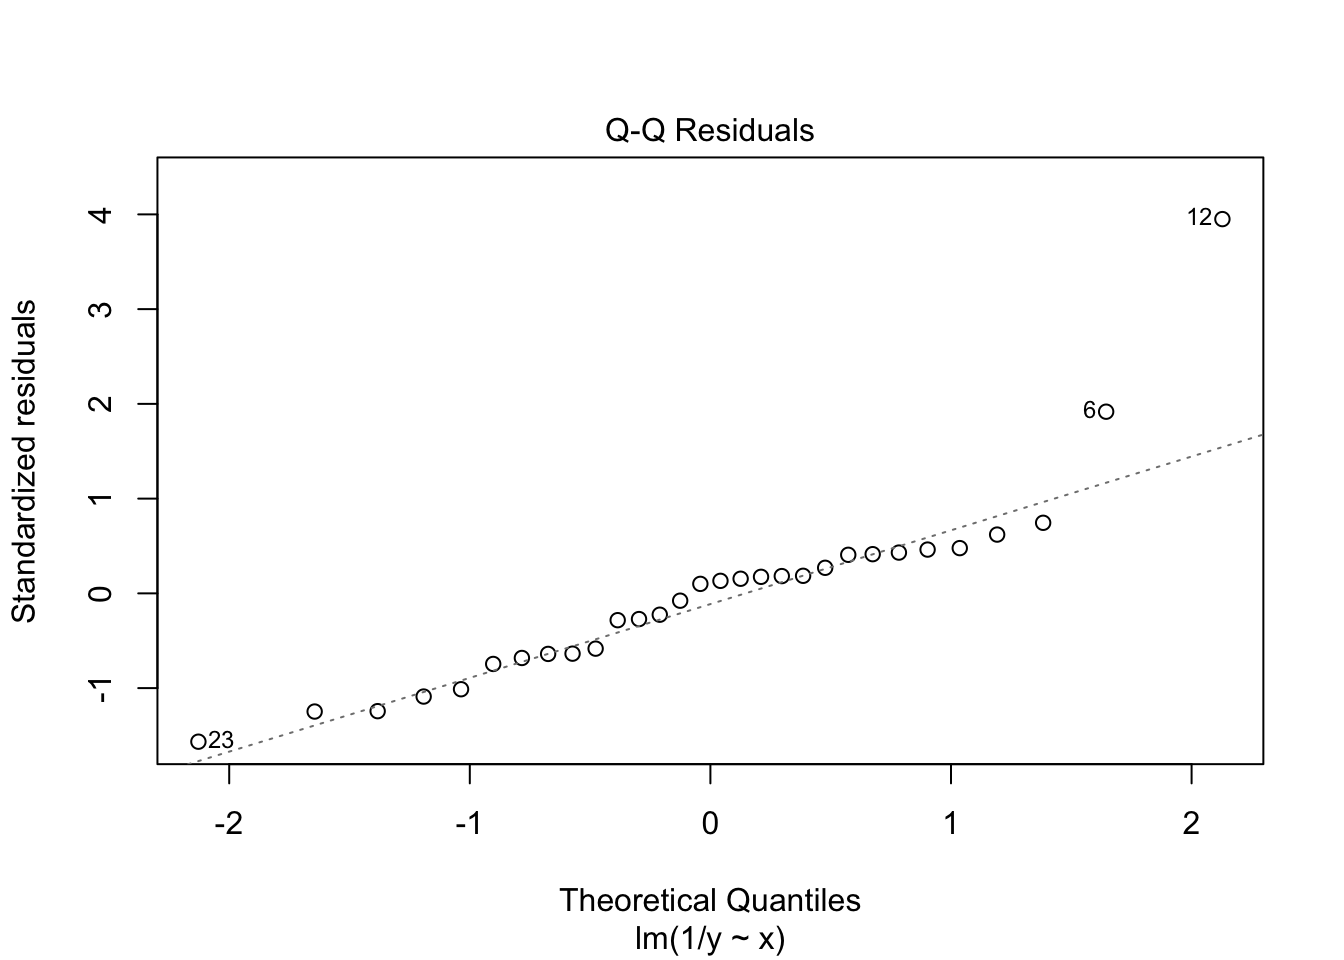 Q-Q Residuals
4
3
2
1
0
-1
Standardized residuals
12
6
23
-2 -1 0 1 2
Theoretical Quantiles
lm(1/y ~ x)